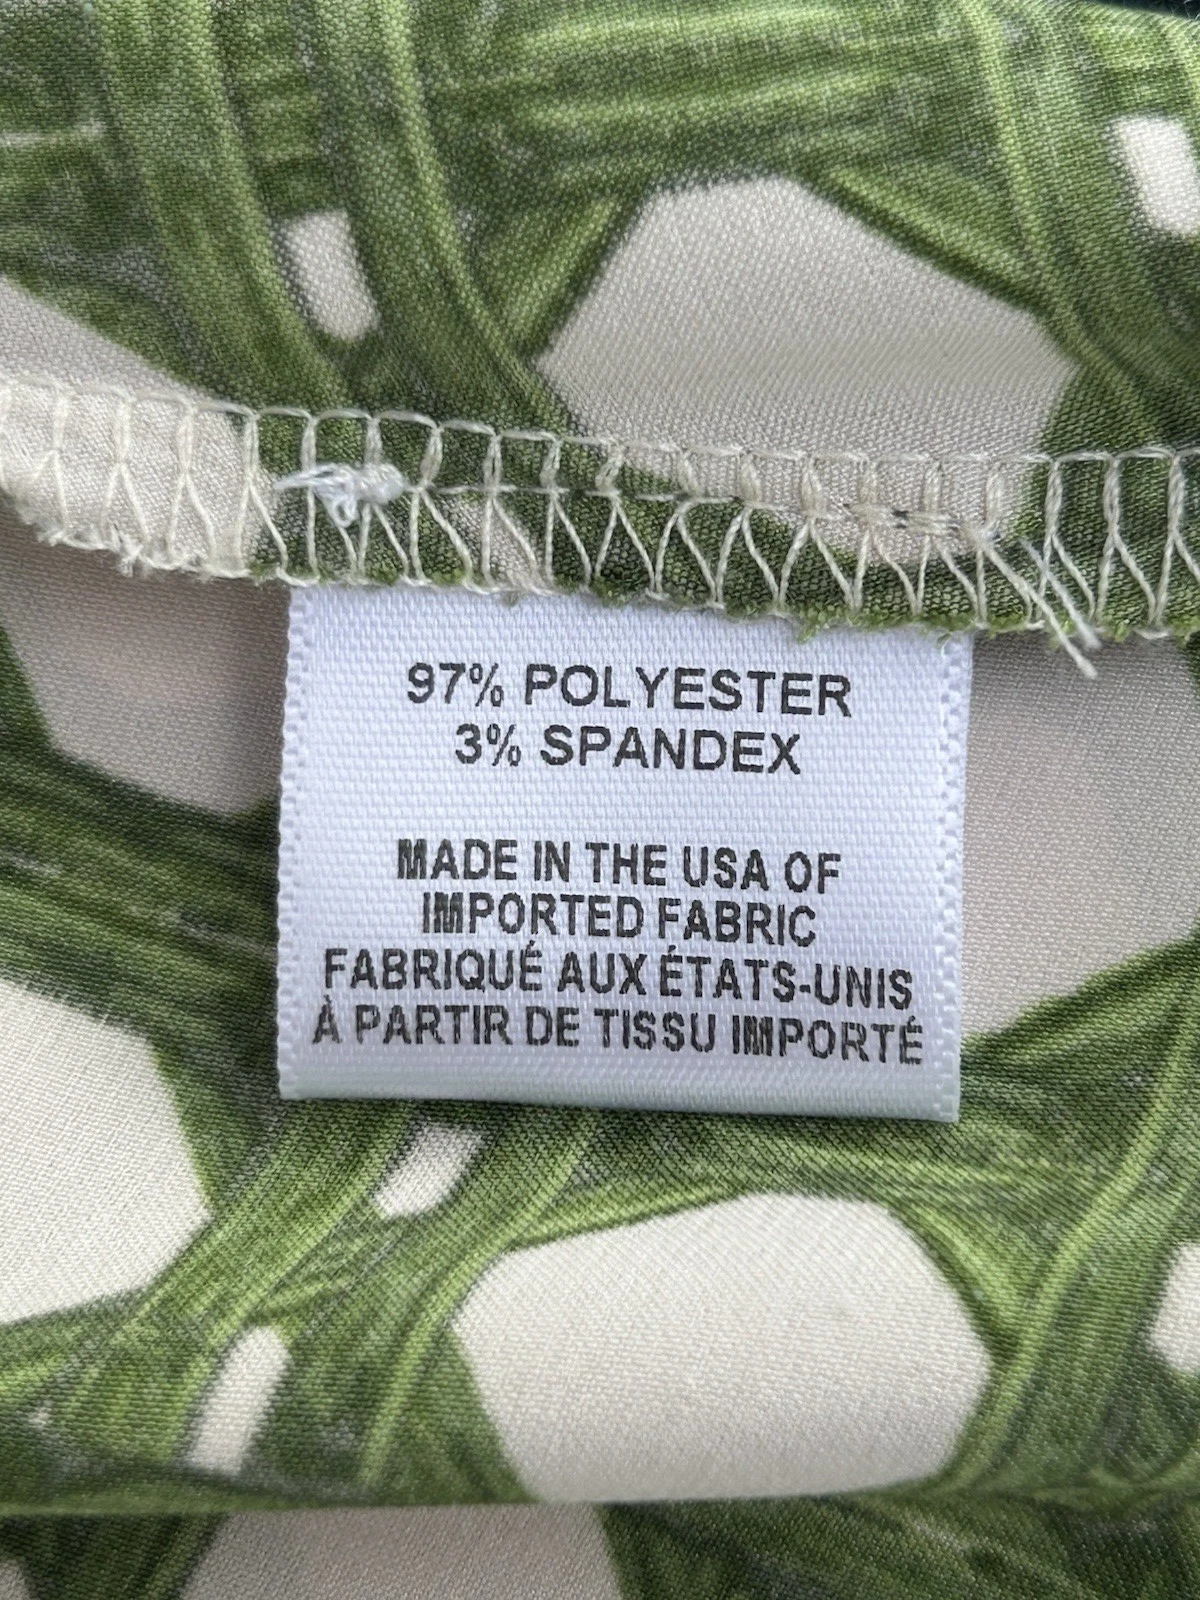 97% POLYESTER
3% SPANDEX
MADE IN THE USA OF
IMPORTED FABRIC
FABRIQUÉ AUX ÉTATS-UNIS
À PARTIR DE TISSU IMPORTÉ